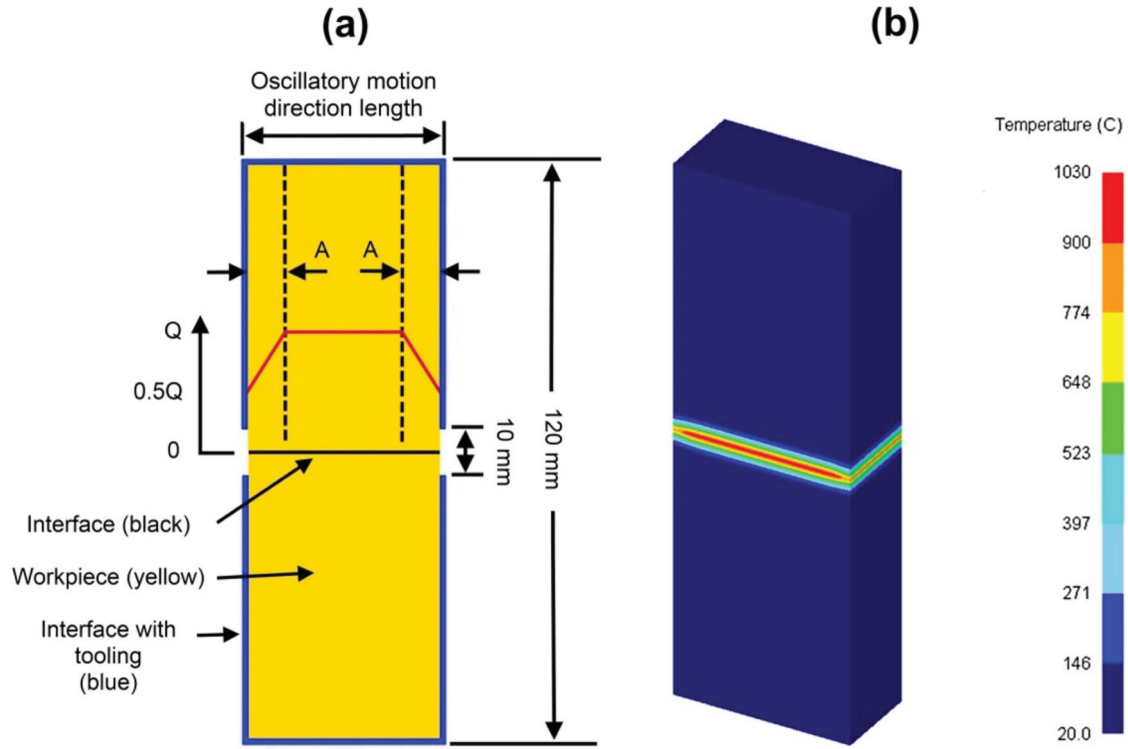 (a)
(b)
Oscillatory motion
direction length
A
A
Q
0.5Q
0
10 mm
120 mm
Interface (black)
Workpiece (yellow)
Interface with
tooling
(blue)
Temperature (C)
1030
900
774
648
523
397
271
146
20.0